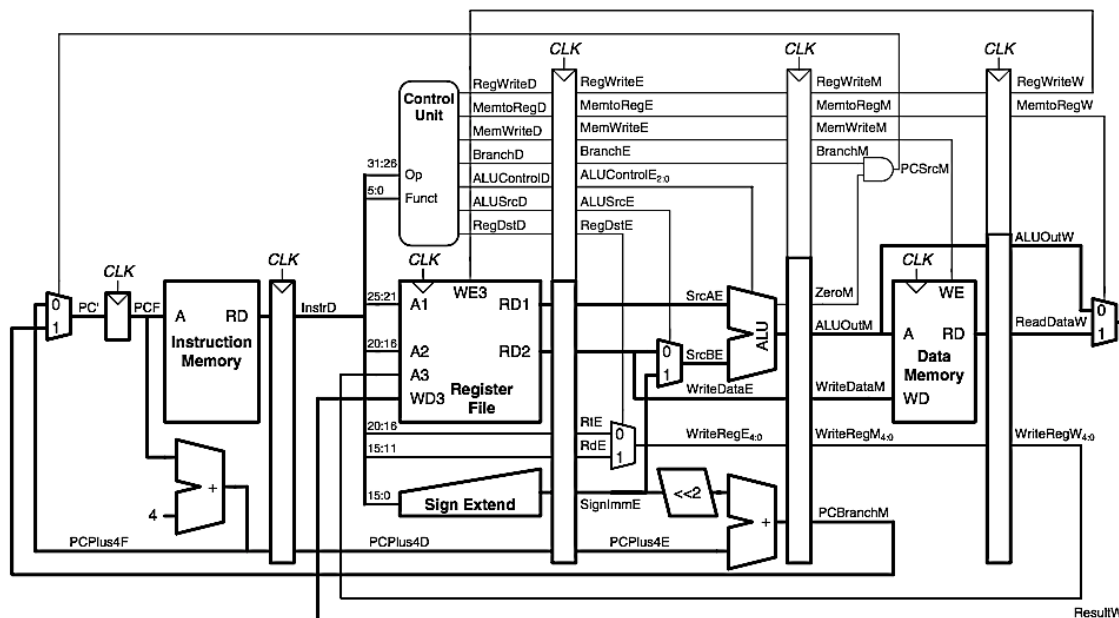 CLK CLK CLK
RegWriteD RegWriteE RegWriteM RegWriteW
Control Unit
MemtoRegD MemtoRegE MemtoRegM MemtoRegW
MemWriteD MemWriteE MemWriteM
BranchD BranchE BranchM
31:26 Op
PCSrcM
ALUControlD ALUControlE2:0
5:0 Funct
ALUSrcD ALUSrcE
RegDstD RegDstE
CLK CLK CLK CLK
ALUOutW
0 1 PC' PCF
A RD
Instruction Memory
InstrD
25:21 A1 WE3 RD1
SrcAE
ZeroM
WE
0 1
20:16 A2 RD2
0 1 SrcBE
ALU
ALUOutM
A RD
ReadDataW
Data Memory
A3
WD3
Register File
WriteDataE WriteDataM WD
20:16 RtE
0 1
15:11 RdE
WriteRegE4:0 WriteRegM4:0 WriteRegW4:0
+
4
15:0 Sign Extend
SignImmE
<<2
+
PCBranchM
PCPlus4F PCPlus4D PCPlus4E
ResultW